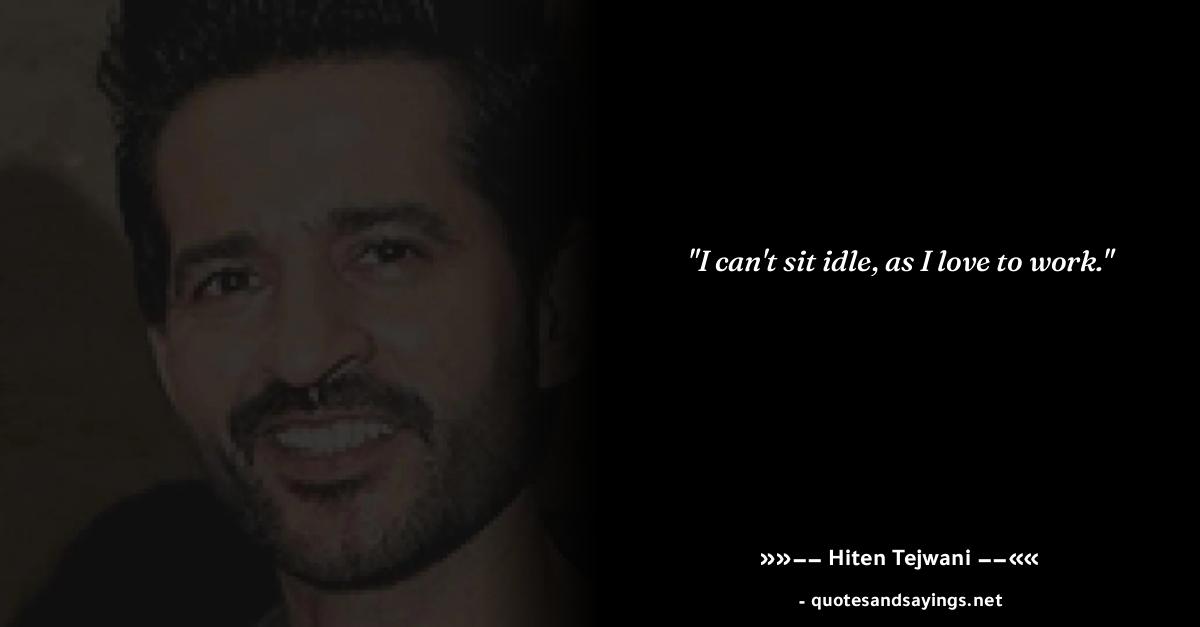 "I can't sit idle, as I love to work."
»»−− Hiten Tejwani −−««
- quotesandsayings.net